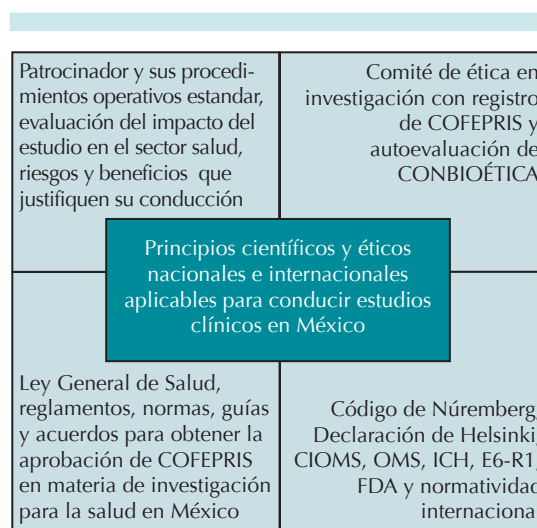 Patrocinador y sus procedi-
mientos operativos estandar,
evaluación del impacto del
estudio en el sector salud,
riesgos y beneficios que
justifiquen su conducción
Comité de ética en
investigación con registro
de COFEPRIS y
autoevaluación de
CONBIOÉTICA
Principios científicos y éticos
nacionales e internacionales
aplicables para conducir estudios
clínicos en México
Ley General de Salud,
reglamentos, normas, guías
y acuerdos para obtener la
aprobación de COFEPRIS
en materia de investigación
para la salud en México
Código de Núremberg,
Declaración de Helsinki,
CIOMS, OMS, ICH, E6-R1,
FDA y normatividad
internaciona